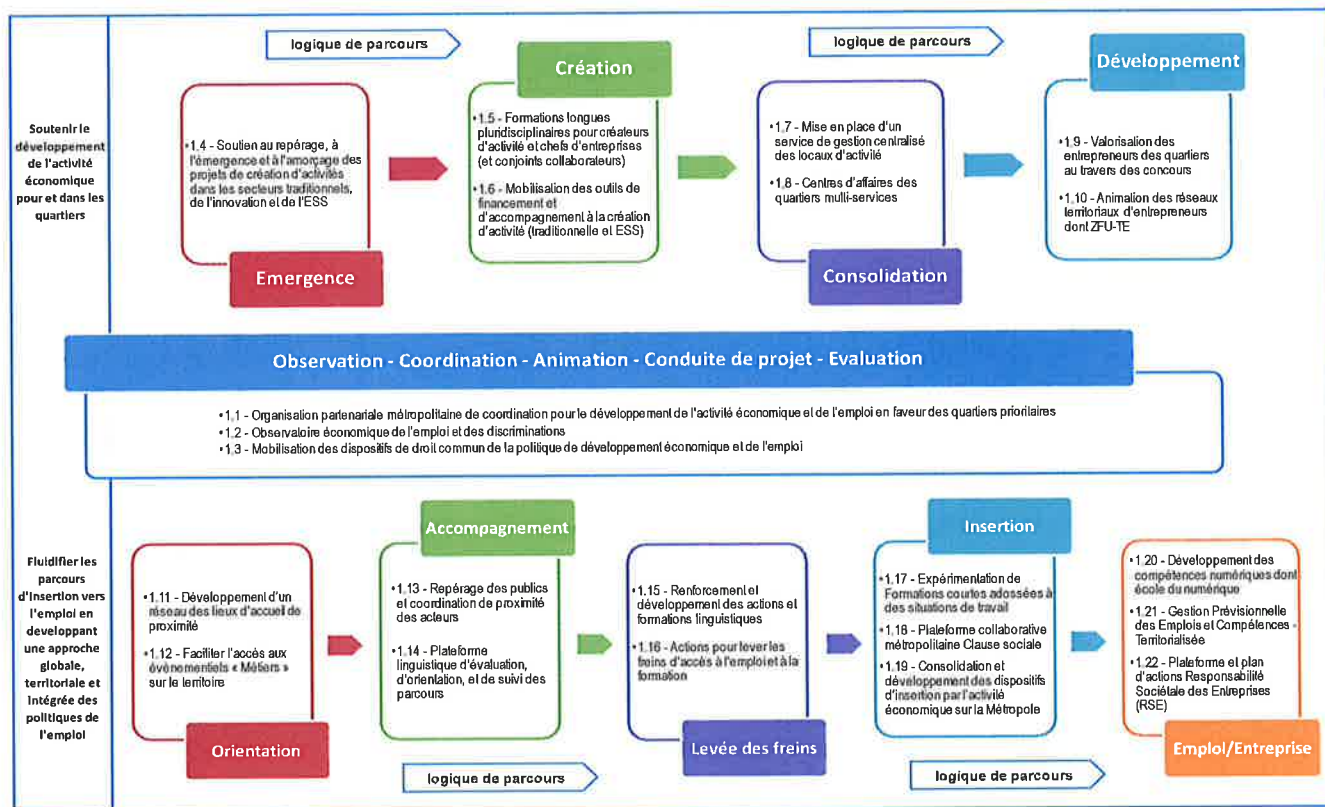 logique de parcours
logique de parcours
Soutenir le
développement
de l'activité
économique
pour et dans les
quartiers
•1.4 - Soutien au repérage, à
l'émergence et à l'amorçage des
projets de création d'activités
dans les secteurs traditionnels,
de l'innovation et de l'ESS
Emergence
Création
•1.5 - Formations longues
pluridisciplinaires pour créateurs
d'activité et chefs d'entreprises
(et conjoints collaborateurs)
•1.6 - Mobilisation des outils de
financement et
d'accompagnement à la création
d'activité (traditionnelle et ESS)
•1.7 - Mise en place d'un
service de gestion centralisé
des locaux d'activité
•1.8 - Centres d'affaires des
quartiers multi-services
Consolidation
Développement
•1.9 - Valorisation des
entrepreneurs des quartiers
au travers des concours
•1.10 - Animation des réseaux
territoriaux d'entrepreneurs
dont ZFU-TE
Observation - Coordination - Animation - Conduite de projet - Evaluation
•1.1 - Organisation partenariale métropolitaine de coordination pour le développement de l'activité économique et de l'emploi en faveur des quartiers prioritaires
•1.2 - Observatoire économique de l'emploi et des discriminations
•1.3 - Mobilisation des dispositifs de droit commun de la politique de développement économique et de l'emploi
Fluidifier les
parcours
d'insertion vers
l'emploi en
developpant
une approche
globale,
territoriale et
intégrée des
politiques de
l'emploi
•1.11 - Développement d'un
réseau des lieux d'accueil de
proximité
•1.12 - Faciliter l'accès aux
évènementiels « Métiers »
sur le territoire
Orientation
Accompagnement
•1.13 - Repérage des publics
et coordination de proximité
des acteurs
•1.14 - Plateforme
linguistique d'évaluation,
d'orientation, et de suivi des
parcours
•1.15 - Renforcement et
développement des actions et
formations linguistiques
•1.16 - Actions pour lever les
freins d'accès à l'emploi et à la
formation
Levée des freins
Insertion
•1.17 - Expérimentation de
Formations courtes adossées à
des situations de travail
•1.18 - Plateforme collaborative
métropolitaine Clause sociale
•1.19 - Consolidation et
développement des dispositifs
d'insertion par l'activité
économique sur la Métropole
•1.20 - Développement des
compétences numériques dont
école du numérique
•1.21 - Gestion Prévisionnelle
des Emplois et Compétences -
Territorialisée
•1.22 - Plateforme et plan
d'actions Responsabilité
Sociétale des Entreprises
(RSE)
Emploi/Entreprise
logique de parcours
logique de parcours